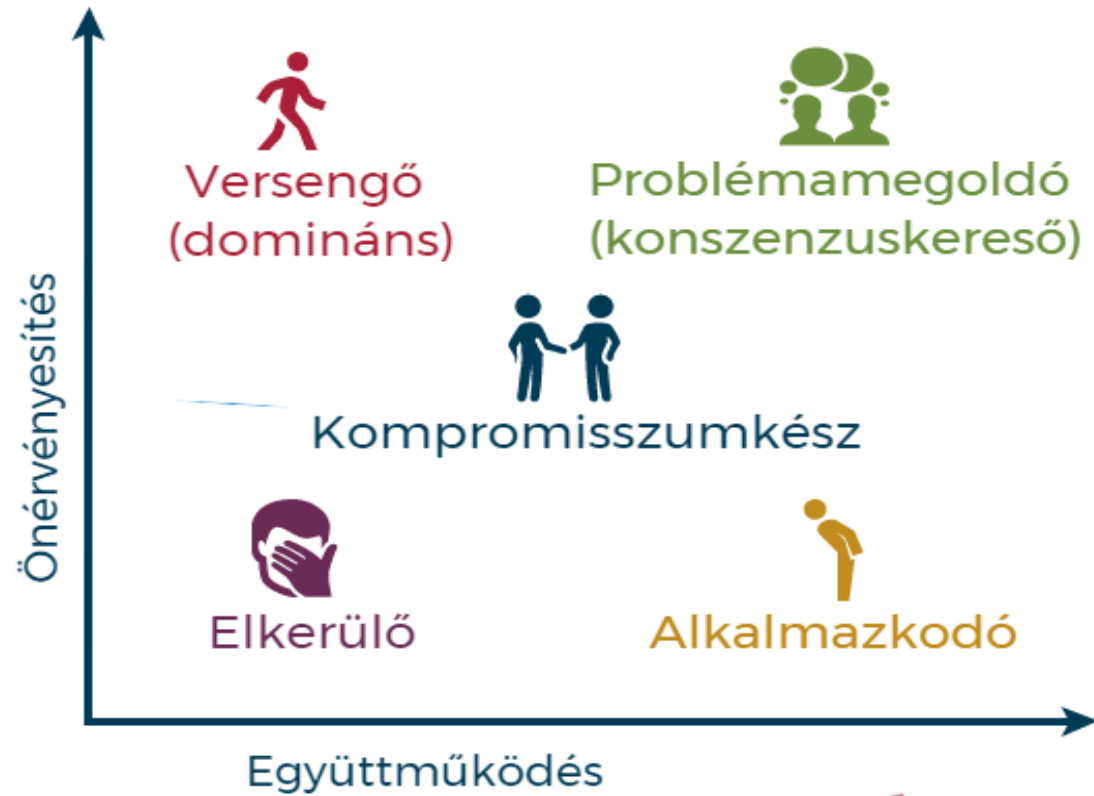 Versengő
(domináns)
Problémamegoldó
(konszenzuskereső)
Önérvényesítés
Kompromisszumkész
Elkerülő
Alkalmazkodó
Együttműködés